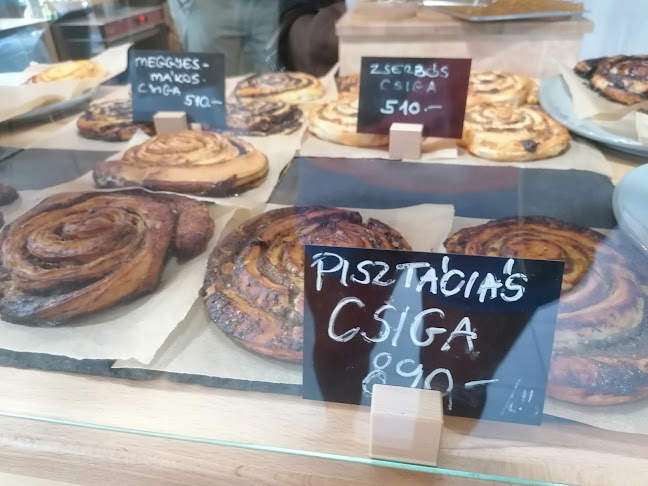 MEGGYES-
MÁKOS
CSIGA
510.-
ZSERBÓS
CSIGA
510.-
PISZTÁCIÁS
CSIGA
890.-